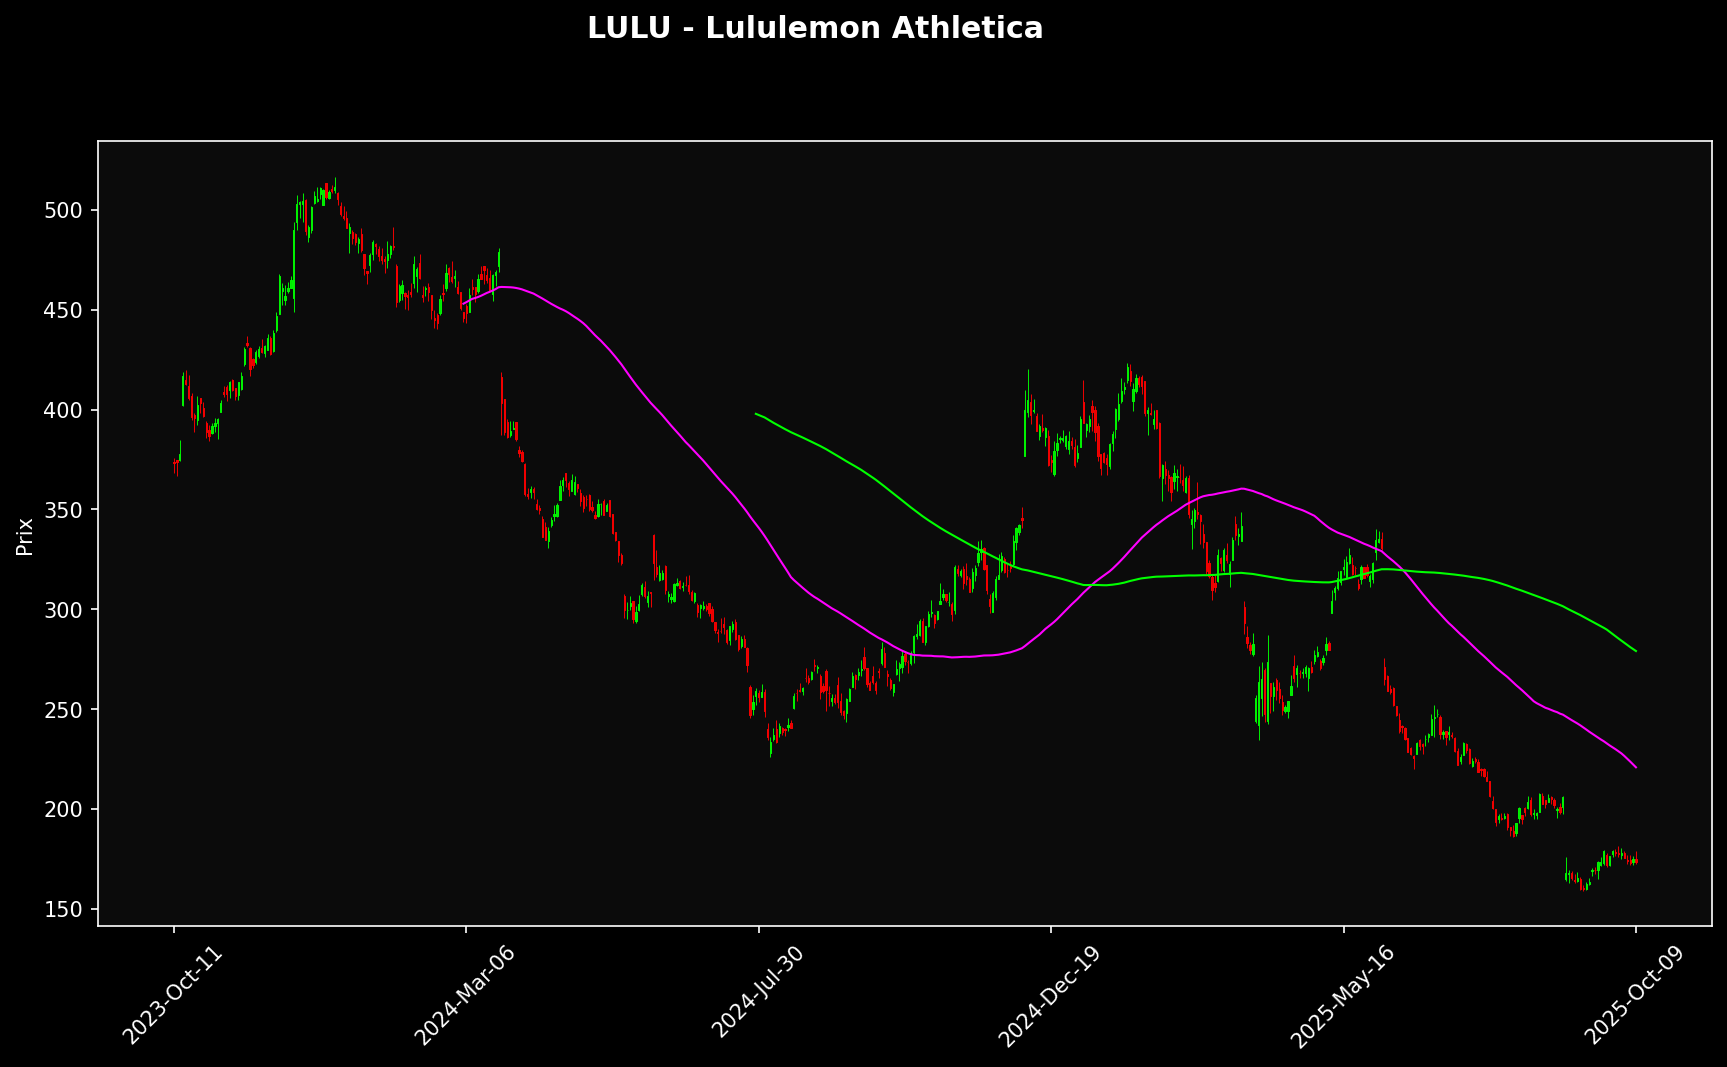 LULU - Lululemon Athletica
Prix
500
450
400
350
300
250
200
150
2023-Oct-11
2024-Mar-06
2024-Jul-30
2024-Dec-19
2025-May-16
2025-Oct-09